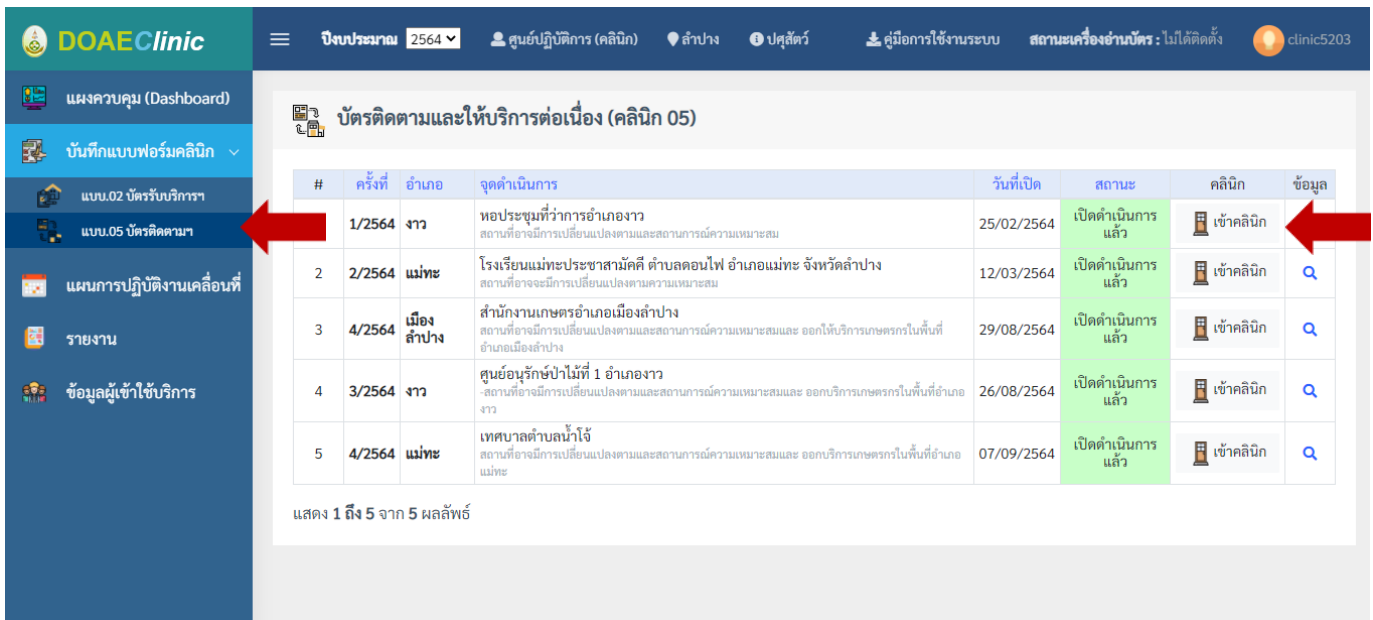 DOAEClinic
ปีงบประมาณ 2564 ศูนย์ปฏิบัติการ (คลินิก) ลำปาง ปศุสัตว์ คู่มือการใช้งานระบบ สถานะเครื่องอ่านบัตร : ไม่ได้ติดตั้ง clinic5203
แผงควบคุม (Dashboard)
บันทึกแบบฟอร์มคลินิก
แบบ.02 บัตรรับบริการฯ
แบบ.05 บัตรติดตามฯ
แผนการปฏิบัติงานเคลื่อนที่
รายงาน
ข้อมูลผู้เข้าใช้บริการ
บัตรติดตามและให้บริการต่อเนื่อง (คลินิก 05)
# ครั้งที่ อำเภอ จุดดำเนินการ วันที่เปิด สถานะ คลินิก ข้อมูล
1/2564 งาว หอประชุมที่ว่าการอำเภองาว 25/02/2564 เปิดดำเนินการแล้ว เข้าคลินิก
สถานที่อาจมีการเปลี่ยนแปลงตามและสถานการณ์ความเหมาะสม
2 2/2564 แม่ทะ โรงเรียนแม่ทะประชาสามัคคี ตำบลดอนไฟ อำเภอแม่ทะ จังหวัดลำปาง 12/03/2564 เปิดดำเนินการแล้ว เข้าคลินิก
สถานที่อาจจะมีการเปลี่ยนแปลงตามความเหมาะสม
3 4/2564 เมืองลำปาง สำนักงานเกษตรอำเภอเมืองลำปาง 29/08/2564 เปิดดำเนินการแล้ว เข้าคลินิก
สถานที่อาจมีการเปลี่ยนแปลงตามและสถานการณ์ความเหมาะสมและ ออกให้บริการเกษตรกรในพื้นที่
อำเภอเมืองลำปาง
4 3/2564 งาว ศูนย์อนุรักษ์ป่าไม้ที่ 1 อำเภองาว 26/08/2564 เปิดดำเนินการแล้ว เข้าคลินิก
-สถานที่อาจมีการเปลี่ยนแปลงตามและสถานการณ์ความเหมาะสมและ ออกบริการเกษตรกรในพื้นที่อำเภอ
งาว
5 4/2564 แม่ทะ เทศบาลตำบลน้ำโจ้ 07/09/2564 เปิดดำเนินการแล้ว เข้าคลินิก
สถานที่อาจมีการเปลี่ยนแปลงตามและสถานการณ์ความเหมาะสมและ ออกบริการเกษตรกรในพื้นที่อำเภอ
แม่ทะ
แสดง 1 ถึง 5 จาก 5 ผลลัพธ์